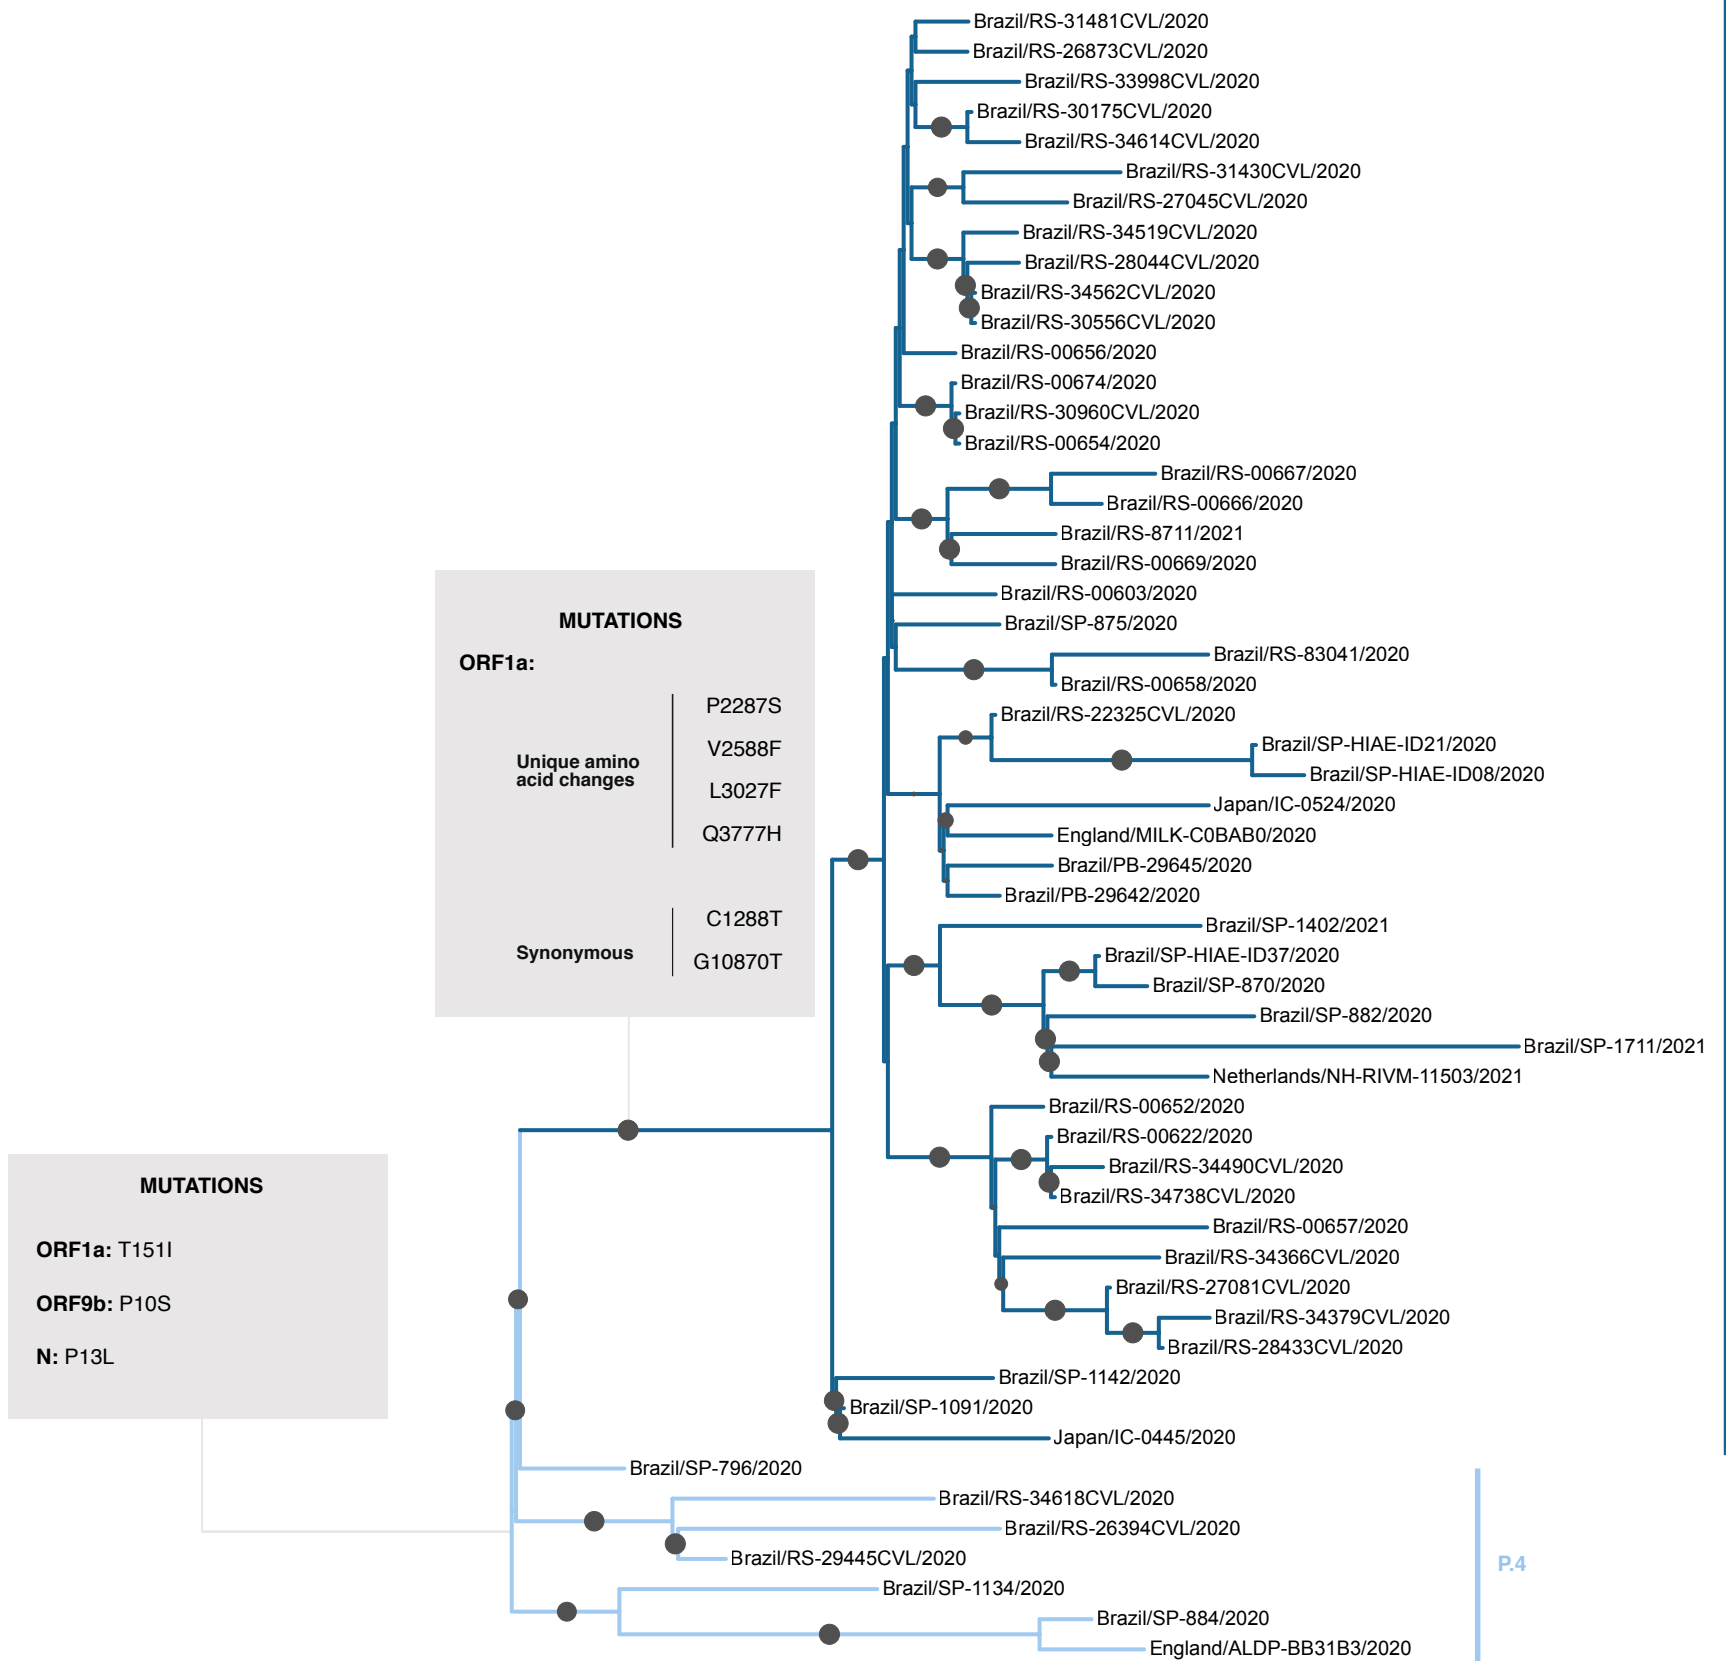 Brazil/RS-31481CVL/2020
Brazil/RS-26873CVL/2020
Brazil/RS-33998CVL/2020
Brazil/RS-30175CVL/2020
Brazil/RS-34614CVL/2020
Brazil/RS-31430CVL/2020
Brazil/RS-27045CVL/2020
Brazil/RS-34519CVL/2020
Brazil/RS-28044CVL/2020
Brazil/RS-34562CVL/2020
Brazil/RS-30556CVL/2020
Brazil/RS-00656/2020
Brazil/RS-00674/2020
Brazil/RS-30960CVL/2020
Brazil/RS-00654/2020
Brazil/RS-00667/2020
Brazil/RS-00666/2020
Brazil/RS-8711/2021
Brazil/RS-00669/2020
Brazil/RS-00603/2020
Brazil/SP-875/2020
Brazil/RS-83041/2020
Brazil/RS-00658/2020
Brazil/RS-22325CVL/2020
Brazil/SP-HIAE-ID21/2020
Brazil/SP-HIAE-ID08/2020
Japan/IC-0524/2020
England/MILK-C0BAB0/2020
Brazil/PB-29645/2020
Brazil/PB-29642/2020
Brazil/SP-1402/2021
Brazil/SP-HIAE-ID37/2020
Brazil/SP-870/2020
Brazil/SP-882/2020
Brazil/SP-1711/2021
Netherlands/NH-RIVM-11503/2021
Brazil/RS-00652/2020
Brazil/RS-00622/2020
Brazil/RS-34490CVL/2020
Brazil/RS-34738CVL/2020
Brazil/RS-00657/2020
Brazil/RS-34366CVL/2020
Brazil/RS-27081CVL/2020
Brazil/RS-34379CVL/2020
Brazil/RS-28433CVL/2020
Brazil/SP-1142/2020
Brazil/SP-1091/2020
Japan/IC-0445/2020
Brazil/SP-796/2020
Brazil/RS-34618CVL/2020
Brazil/RS-26394CVL/2020
Brazil/RS-29445CVL/2020
Brazil/SP-1134/2020
Brazil/SP-884/2020
England/ALDP-BB31B3/2020
P.4
MUTATIONS
ORF1a:
Unique amino
acid changes
P2287S
V2588F
L3027F
Q3777H
Synonymous
C1288T
G10870T
MUTATIONS
ORF1a: T151I
ORF9b: P10S
N: P13L